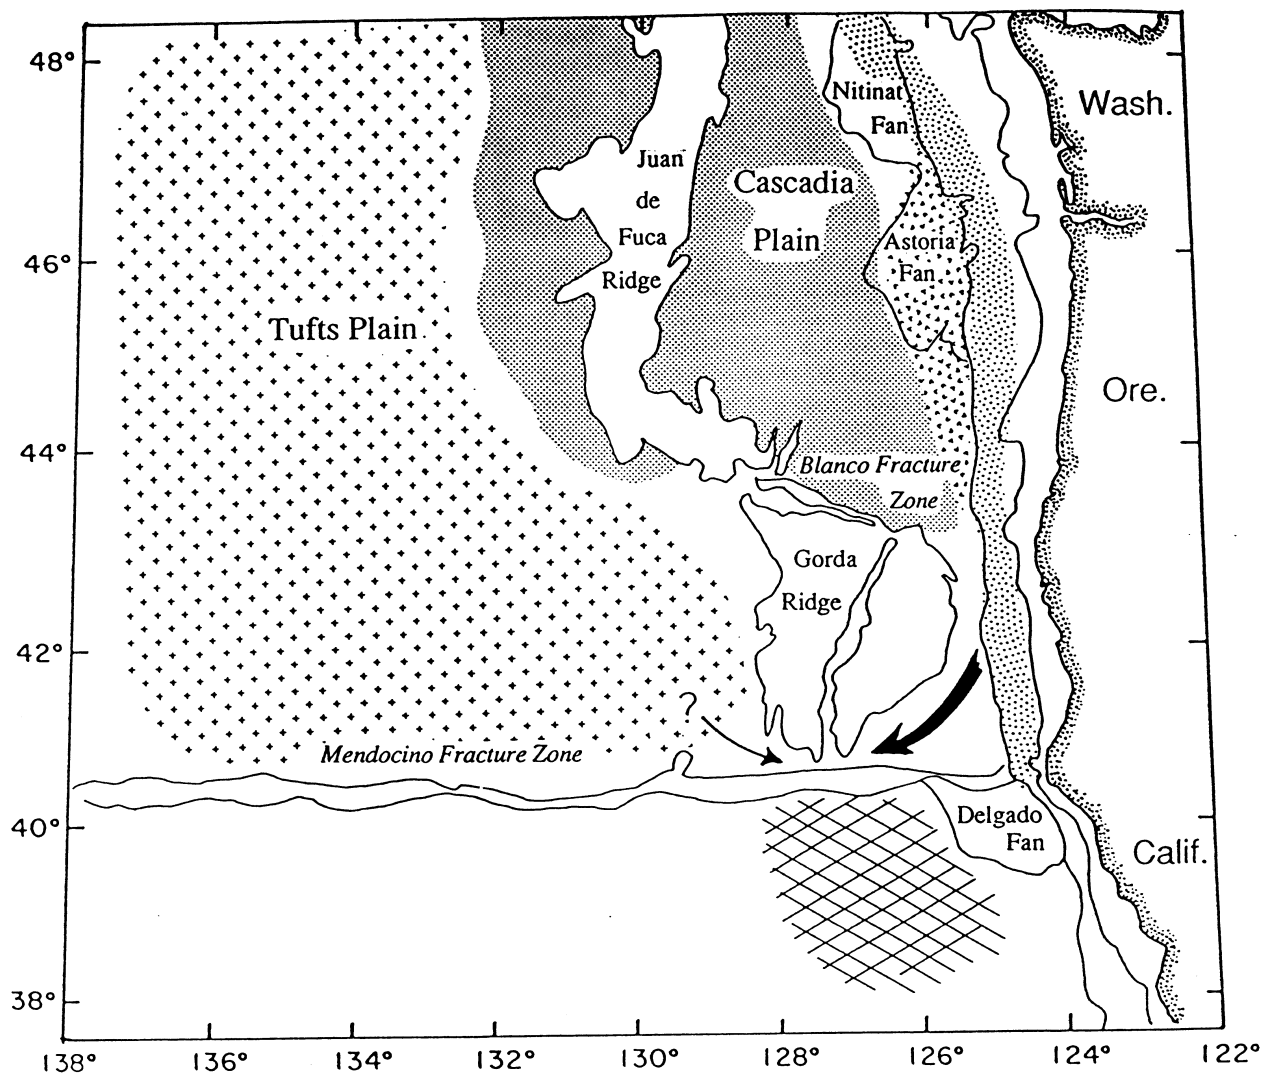 48°
46°
44°
42°
40°
38°
138°
136°
134°
132°
130°
128°
126°
124°
122°
Wash.
Ore.
Calif.
Nitinat
Fan
Juan
de
Fuca
Ridge
Cascadia
Plain
Astoria
Fan
Tufts Plain
Blanco Fracture
Zone
Gorda
Ridge
?
Mendocino Fracture Zone
Delgado
Fan